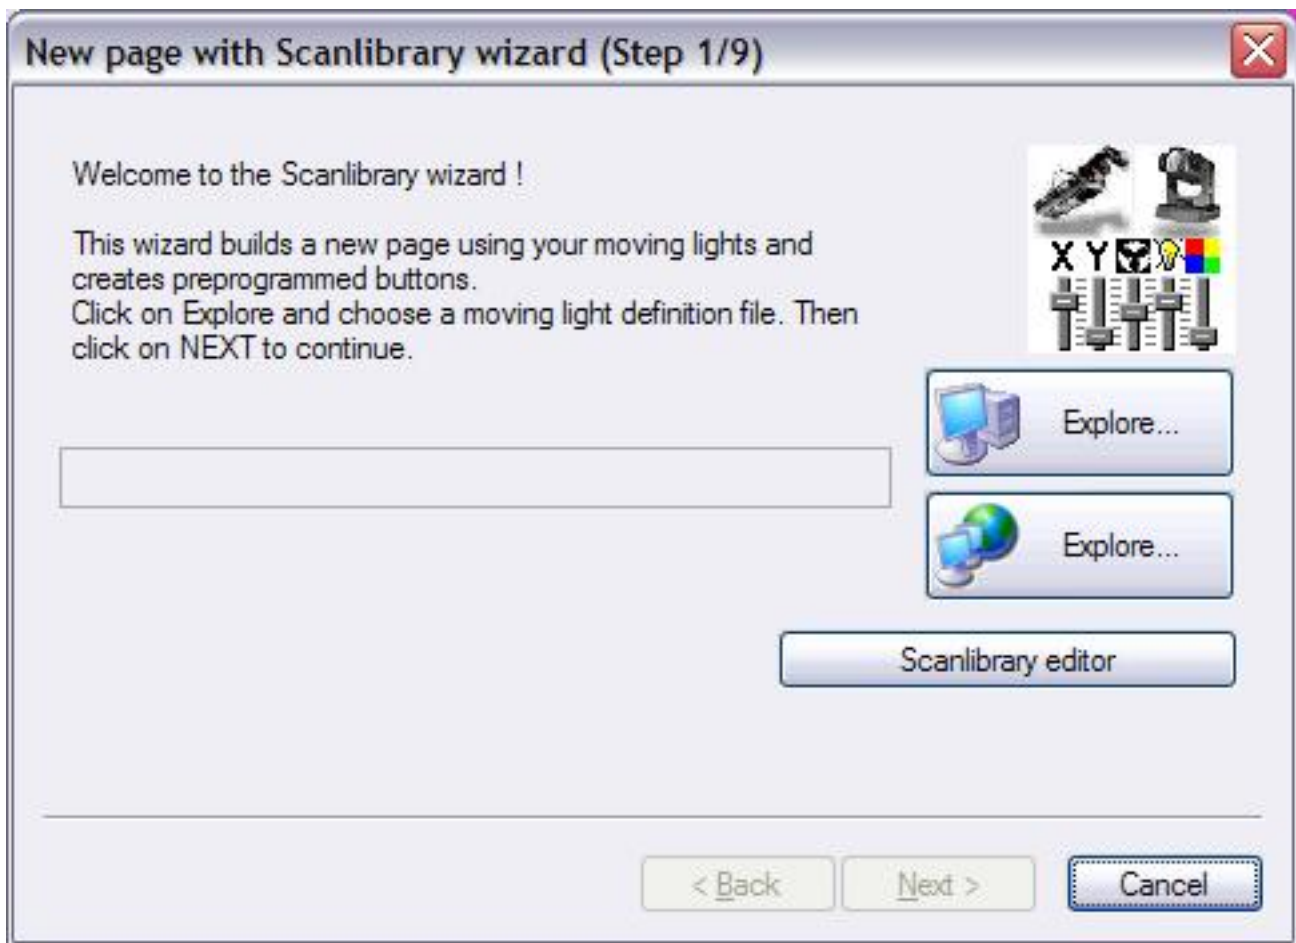 New page with Scanlibrary wizard (Step 1/9)
Welcome to the Scanlibrary wizard !
This wizard builds a new page using your moving lights and
creates preprogrammed buttons.
Click on Explore and choose a moving light definition file. Then
click on NEXT to continue.
X Y
Explore...
Explore...
Scanlibrary editor
< Back
Next >
Cancel